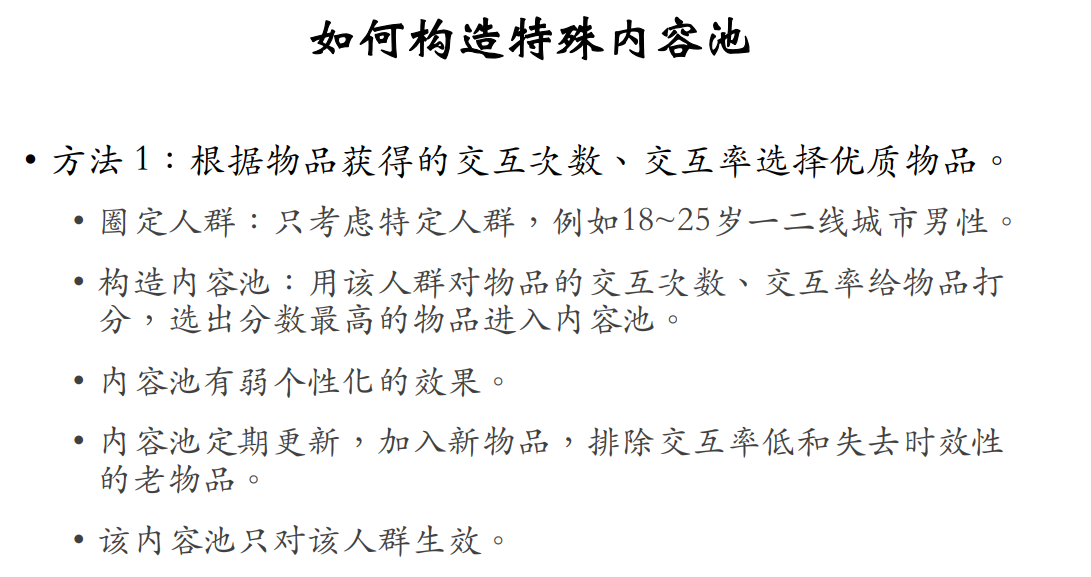 如何构造特殊内容池
• 方法 1：根据物品获得的交互次数、交互率选择优质物品。
• 圈定人群：只考虑特定人群，例如18~25岁一二线城市男性。
• 构造内容池：用该人群对物品的交互次数、交互率给物品打
分，选出分数最高的物品进入内容池。
• 内容池有弱个性化的效果。
• 内容池定期更新，加入新物品，排除交互率低和失去时效性
的老物品。
• 该内容池只对该人群生效。